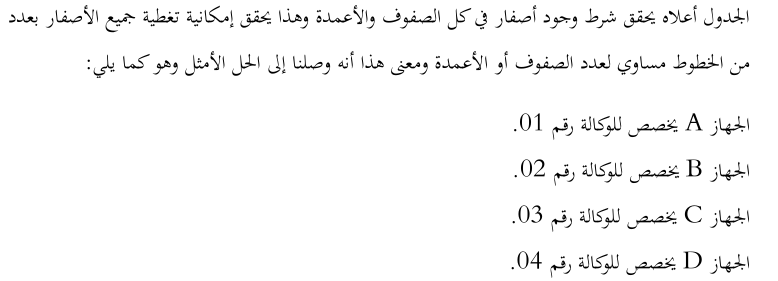 الجدول أعلاه يحقق شرط وجود أصفار في كل الصفوف والأعمدة وهذا يحقق إمكانية تغطية جميع الأصفار بعدد
من الخطوط مساوي لعدد الصفوف أو الأعمدة ومعنى هذا أنه وصلنا إلى الحل الأمثل وهو كما يلي:
الجهاز A يخصص للوكالة رقم 01.
الجهاز B يخصص للوكالة رقم 02.
الجهاز C يخصص للوكالة رقم 03.
الجهاز D يخصص للوكالة رقم 04.